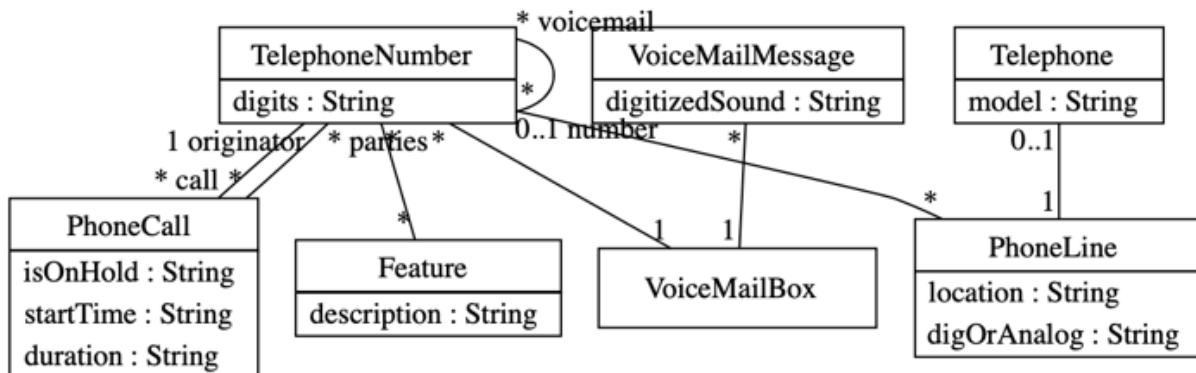 * voicemail
TelephoneNumber
VoiceMailMessage
Telephone
digits : String
*
digitizedSound : String
model : String
1 originator
* parties
*
*
0..1 number
*
0..1
* call
*
*
*
1
1
*
1
PhoneCall
Feature
VoiceMailBox
PhoneLine
isOnHold : String
description : String
location : String
startTime : String
digOrAnalog : String
duration : String